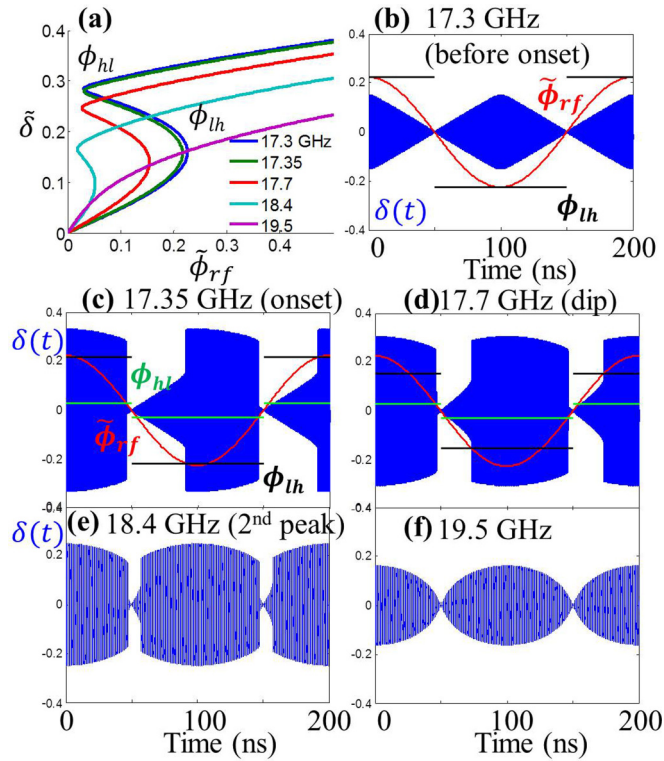 (a)
0.4
ϕhl
0.3
δ̃
0.2
ϕlh
0.1
0
17.3 GHz
17.35
17.7
18.4
19.5
0 0.1 0.2 0.3 0.4
ϕ̃rf
(b) 17.3 GHz
(before onset)
0.4
0.2
0
-0.2
-0.4
ϕ̃rf
δ(t)
ϕlh
0 50 100 150 200
Time (ns)
(c) 17.35 GHz (onset)
0.4
δ(t)
0.2
0
-0.2
-0.4
ϕhl
ϕ̃rf
ϕlh
(d) 17.7 GHz (dip)
0.4
0.2
0
-0.2
-0.4
(e) 18.4 GHz (2nd peak)
δ(t)
0.2
0
-0.2
-0.4
0 50 100 150 200
Time (ns)
(f) 19.5 GHz
0.2
0
-0.2
-0.4
0 50 100 150 200
Time (ns)